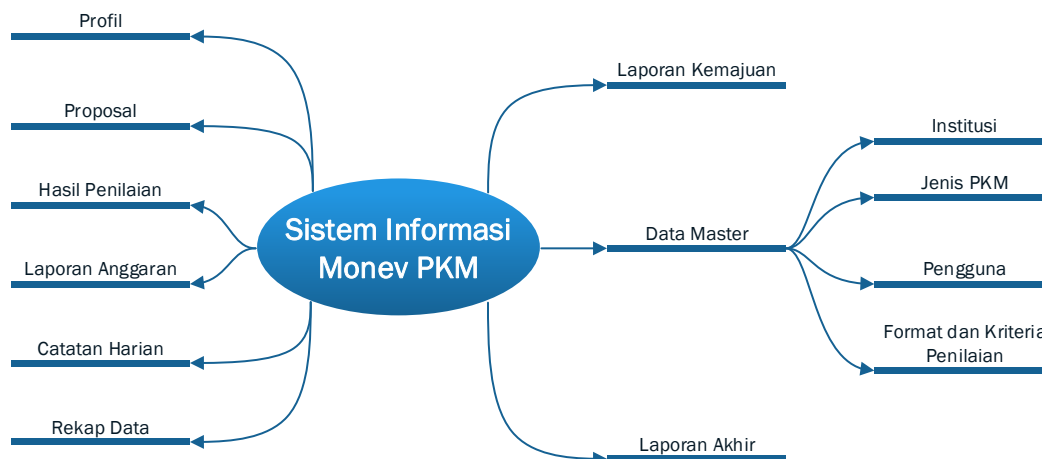 Profil
Proposal
Hasil Penilaian
Laporan Anggaran
Catatan Harian
Rekap Data
Sistem Informasi
Monev PKM
Laporan Kemajuan
Data Master
Laporan Akhir
Institusi
Jenis PKM
Pengguna
Format dan Kriteria
Penilaian